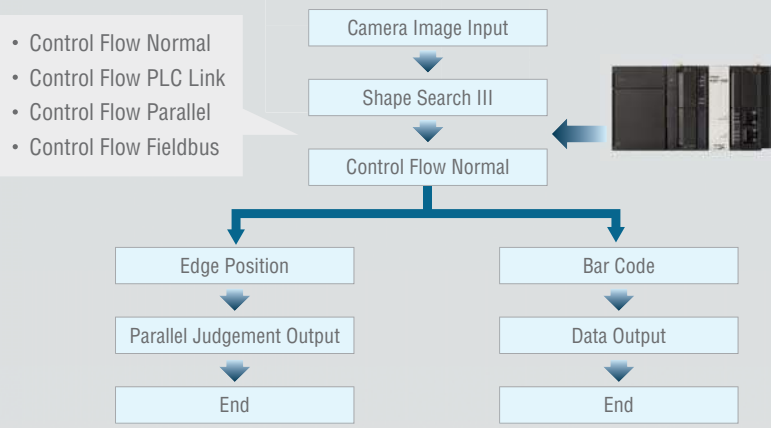 • Control Flow Normal
• Control Flow PLC Link
• Control Flow Parallel
• Control Flow Fieldbus
Camera Image Input
Shape Search III
Control Flow Normal
Edge Position
Bar Code
Parallel Judgement Output
Data Output
End
End